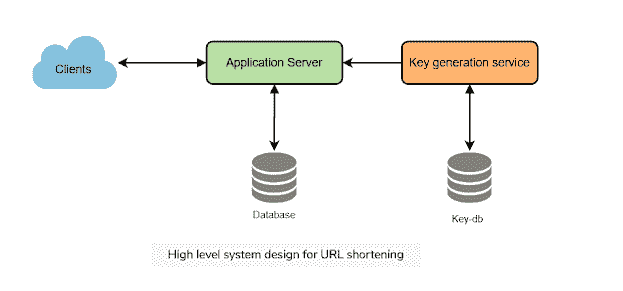 Clients
Application Server
Key generation service
Database
Key-db
High level system design for URL shortening